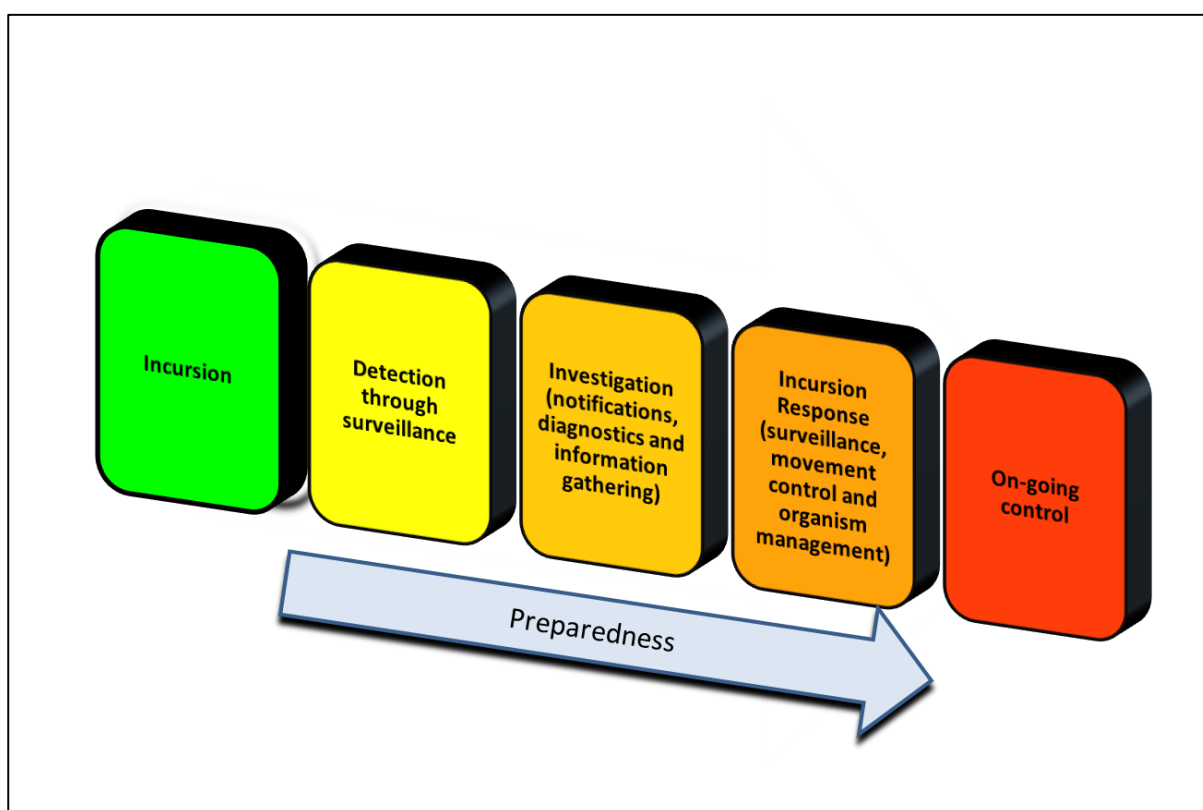 Incursion
Detection
through
surveillance
Investigation
(notifications,
diagnostics and
information
gathering)
Incursion
Response
(surveillance,
movement
control and
organism
management)
On-going
control
Preparedness